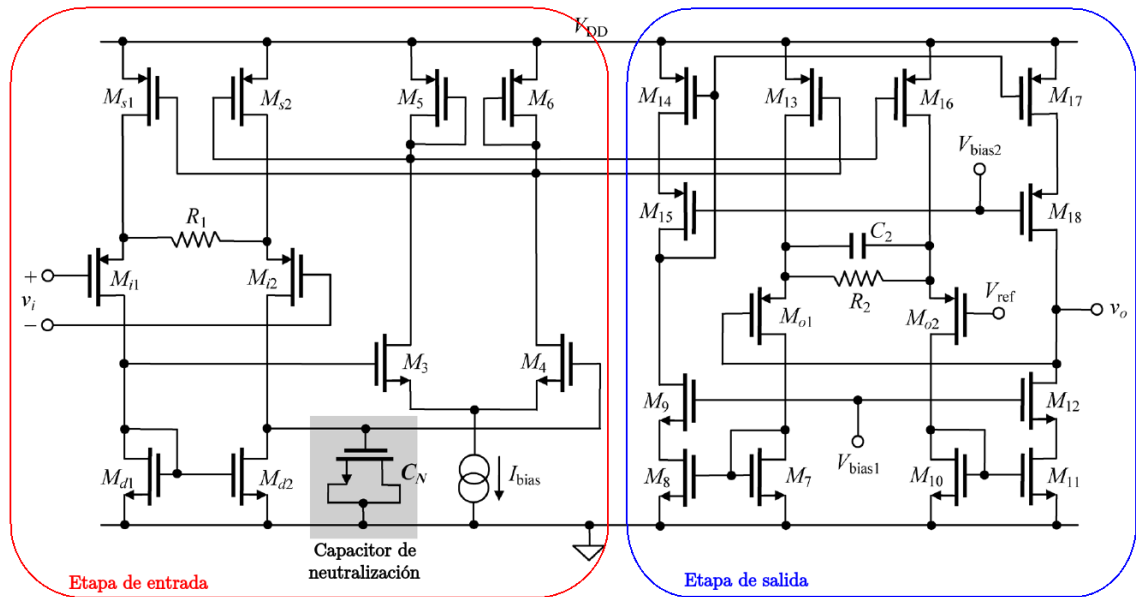 V_DD
M_s1
M_s2
M_5
M_6
M_14
M_13
M_16
M_17
V_bias2
R_1
M_15
M_18
C_2
+
v_i
−
M_i1
M_i2
R_2
M_o1
M_o2
V_ref
v_o
M_3
M_4
M_9
M_12
M_d1
M_d2
C_N
I_bias
V_bias1
M_8
M_7
M_10
M_11
Capacitor de
neutralización
Etapa de entrada
Etapa de salida